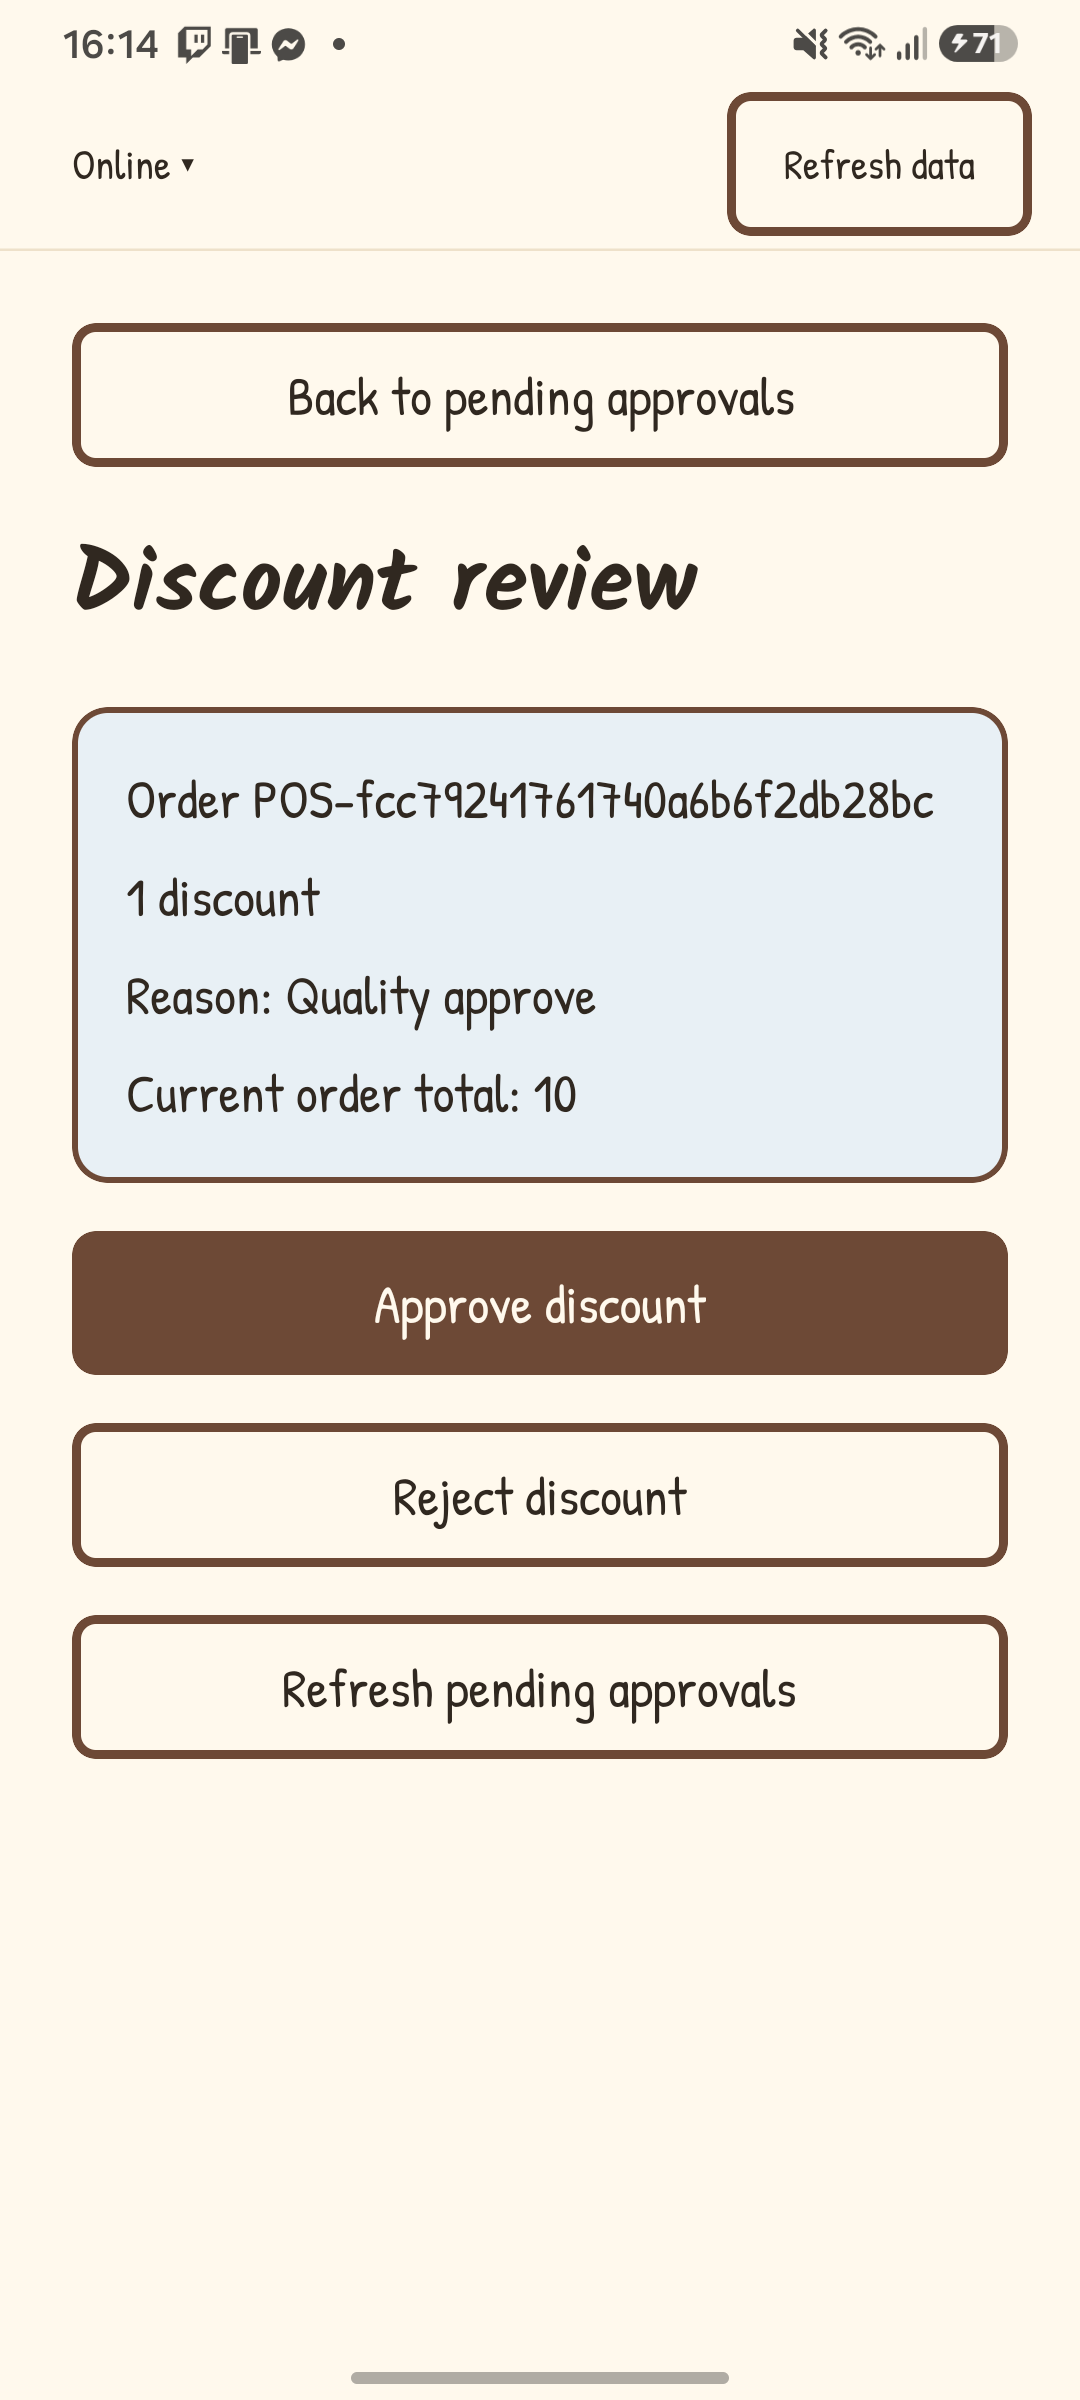 16:14
71
Online ▾
Refresh data
Back to pending approvals
Discount review
Order POS-fcc79241761740a6b6f2db28bc
1 discount
Reason: Quality approve
Current order total: 10
Approve discount
Reject discount
Refresh pending approvals